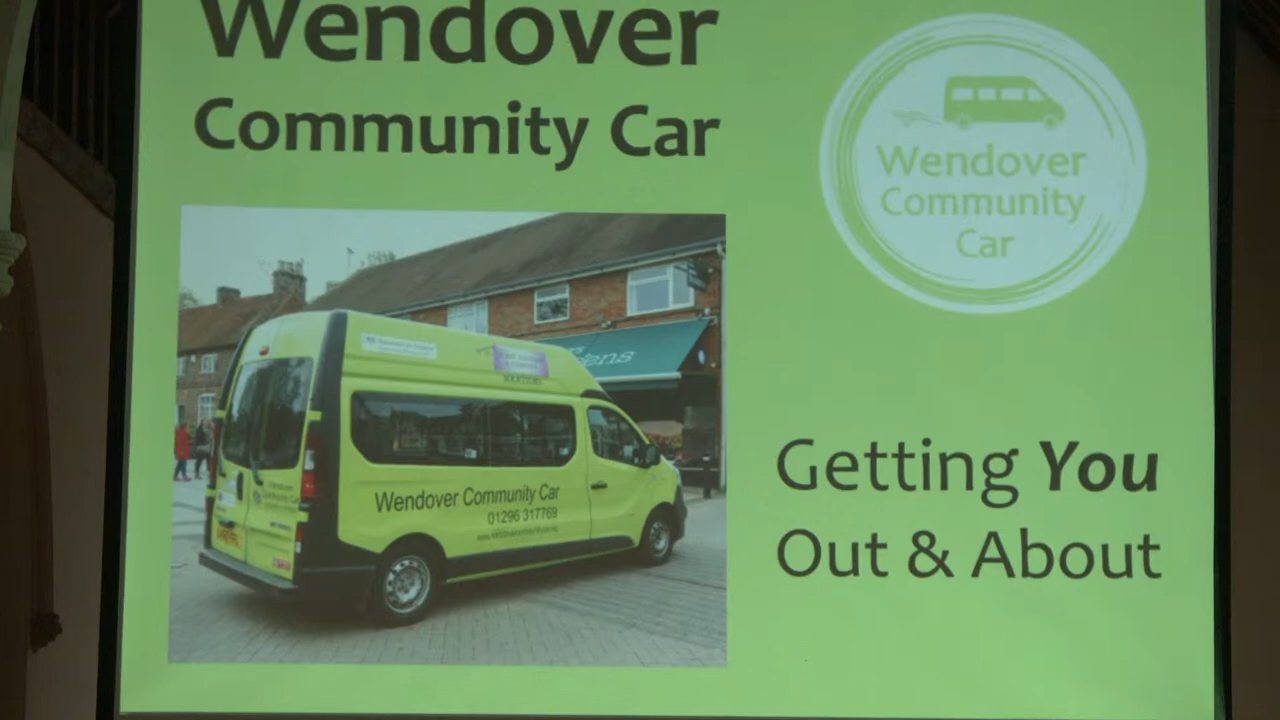 Wendover
Community Car
Wendover
Community
Car
Wendover Community Car
01296 317769
Getting You
Out & About